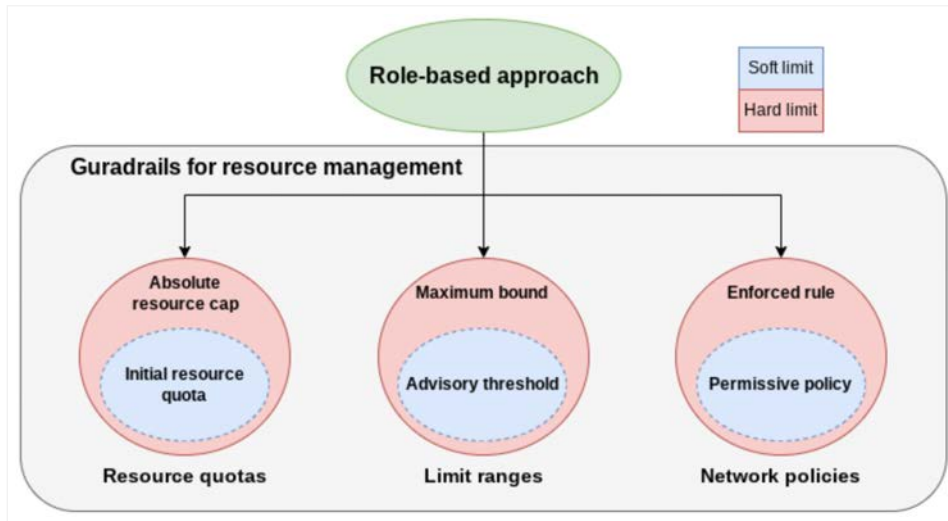 Role-based approach
Soft limit
Hard limit
Guradrails for resource management
Absolute
resource cap
Initial resource
quota
Resource quotas
Maximum bound
Advisory threshold
Limit ranges
Enforced rule
Permissive policy
Network policies